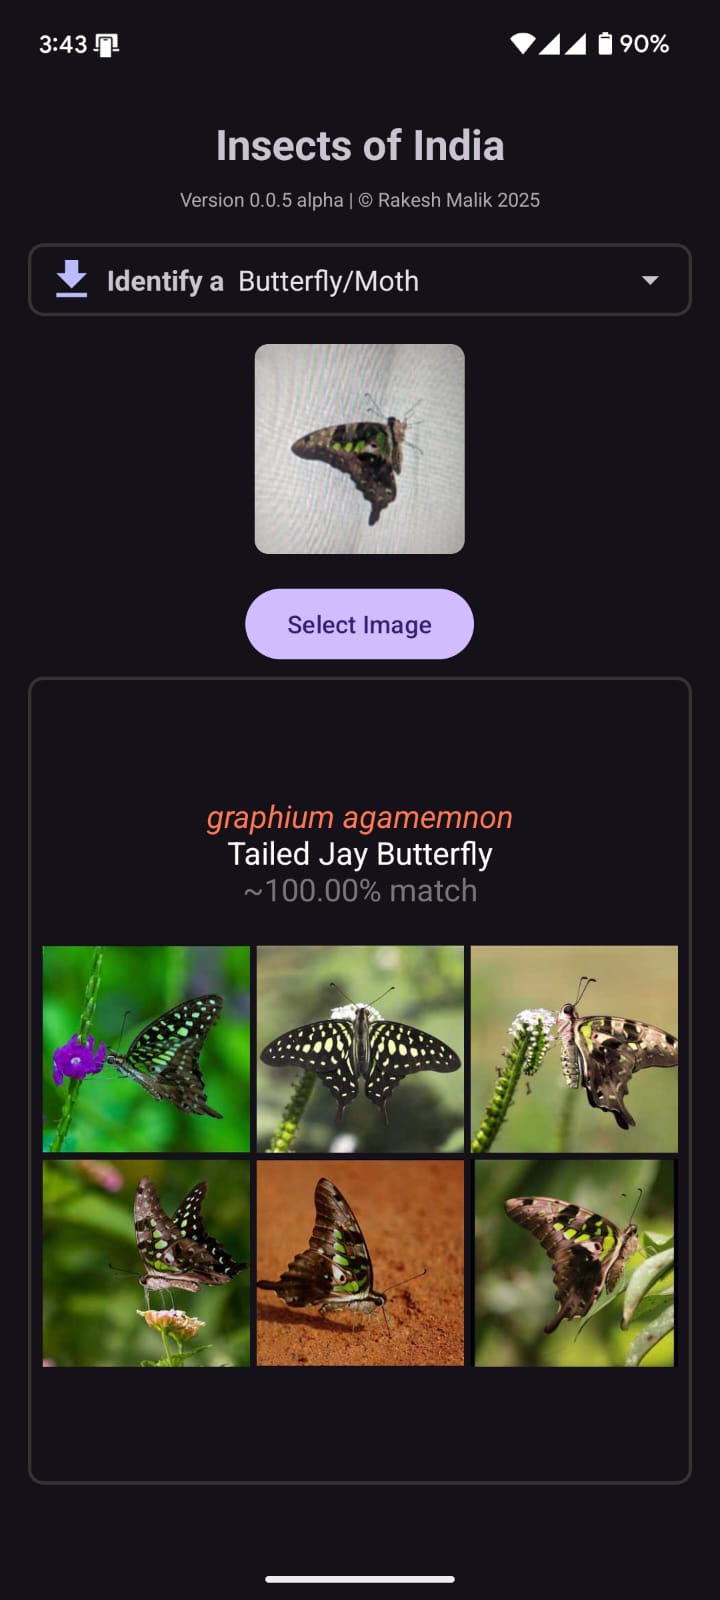 3:43
90%
Insects of India
Version 0.0.5 alpha | © Rakesh Malik 2025
Identify a Butterfly/Moth
Select Image
graphium agamemnon
Tailed Jay Butterfly
~100.00% match